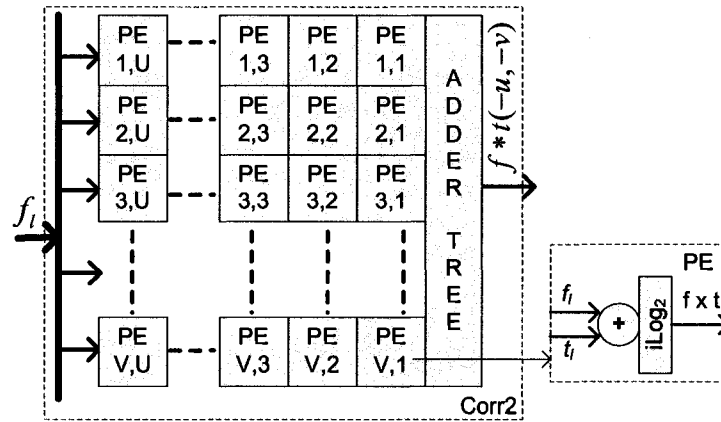 PE 1,U PE 1,3 PE 1,2 PE 1,1
PE 2,U PE 2,3 PE 2,2 PE 2,1
PE 3,U PE 3,3 PE 3,2 PE 3,1
PE V,U PE V,3 PE V,2 PE V,1
ADDER TREE
f * t(-u,-v)
f_l
Corr2
PE
f_l
t_l
+
iLog₂
f x t